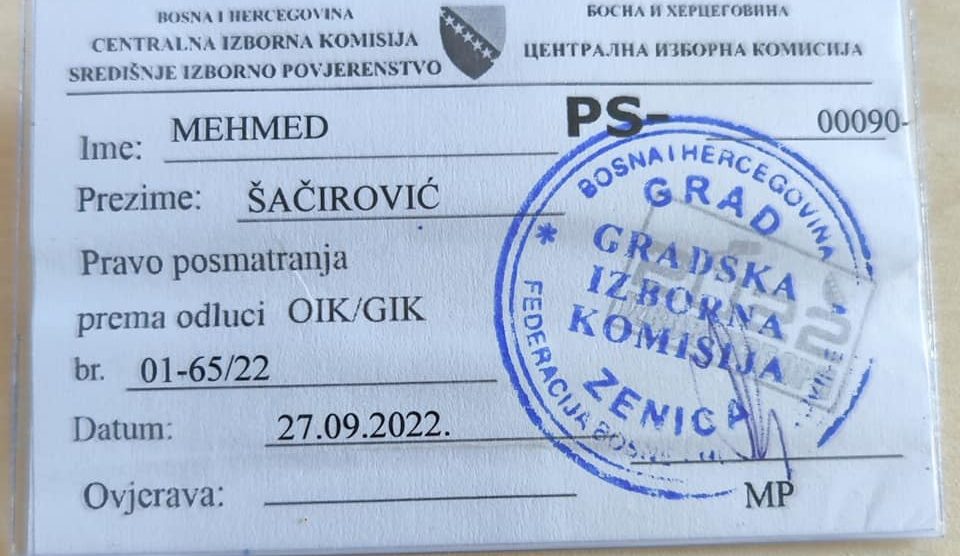 BOSNA I HERCEGOVINA
CENTRALNA IZBORNA KOMISIJA
SREDIŠNJE IZBORNO POVJERENSTVO
БОСНА И ХЕРЦЕГОВИНА
ЦЕНТРАЛНА ИЗБОРНА КОМИСИЈА
Ime: MEHMED
PS- 00090-
Prezime: ŠAČIROVIĆ
Pravo posmatranja
prema odluci OIK/GIK
br. 01-65/22
Datum: 27.09.2022.
Ovjerava:
MP
BOSNA I HERCEGOVINA
FEDERACIJA BOSNE I
GRAD
GRADSKA
IZBORNA
KOMISIJA
ZENICA